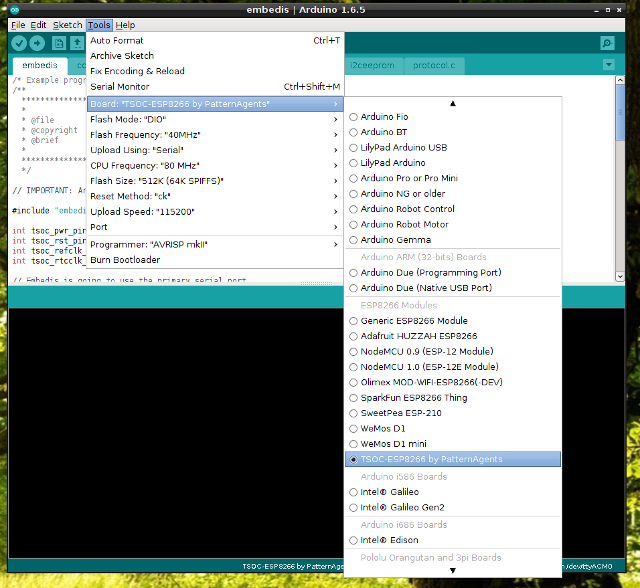 embedis | Arduino 1.6.5
File Edit Sketch Tools Help
Auto Format Ctrl+T
Archive Sketch
Fix Encoding & Reload
Serial Monitor Ctrl+Shift+M
Board: "TSOC-ESP8266 by PatternAgents"
Flash Mode: "DIO"
Flash Frequency: "40MHz"
Upload Using: "Serial"
CPU Frequency: "80 MHz"
Flash Size: "512K (64K SPIFFS)"
Reset Method: "ck"
Upload Speed: "115200"
Port
Programmer: "AVRISP mkII"
Burn Bootloader
embedis co i2ceeprom protocol.c
/* Example prog
/**
*************
* @file
* @copyright
* @brief
*
*************
*/
// IMPORTANT: Ar
#include "embedi
int tsoc_pwr_pin
int tsoc_rst_pin
int tsoc_refclk_
int tsoc_rtcclk_
// Embedis is going to use the primary serial port
Arduino Fio
Arduino BT
LilyPad Arduino USB
LilyPad Arduino
Arduino Pro or Pro Mini
Arduino NG or older
Arduino Robot Control
Arduino Robot Motor
Arduino Gemma
Arduino ARM (32-bits) Boards
Arduino Due (Programming Port)
Arduino Due (Native USB Port)
ESP8266 Modules
Generic ESP8266 Module
Adafruit HUZZAH ESP8266
NodeMCU 0.9 (ESP-12 Module)
NodeMCU 1.0 (ESP-12E Module)
Olimex MOD-WIFI-ESP8266(-DEV)
SparkFun ESP8266 Thing
SweetPea ESP-210
WeMos D1
WeMos D1 mini
TSOC-ESP8266 by PatternAgents
Arduino i586 Boards
Intel® Galileo
Intel® Galileo Gen2
Arduino i686 Boards
Intel® Edison
Pololu Orangutan and 3pi Boards
TSOC-ESP8266 by PatternAgen /dev/ttyACM0